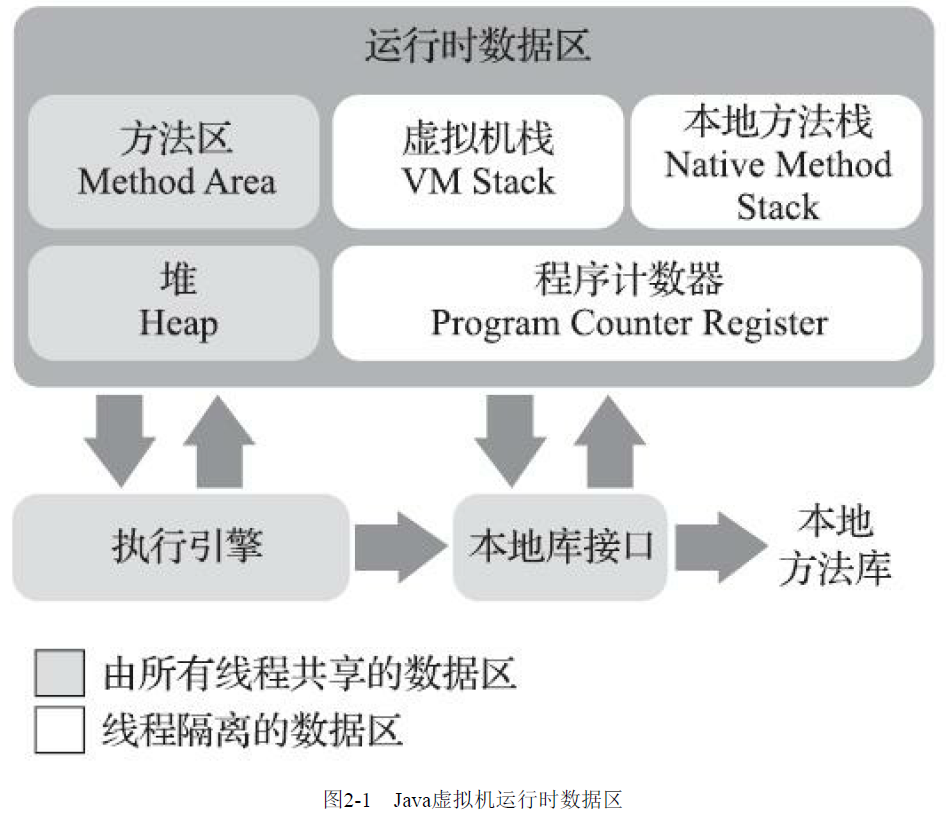 运行时数据区
方法区
Method Area
虚拟机栈
VM Stack
本地方法栈
Native Method
Stack
堆
Heap
程序计数器
Program Counter Register
执行引擎
本地库接口
本地
方法库
由所有线程共享的数据区
线程隔离的数据区
图2-1 Java虚拟机运行时数据区